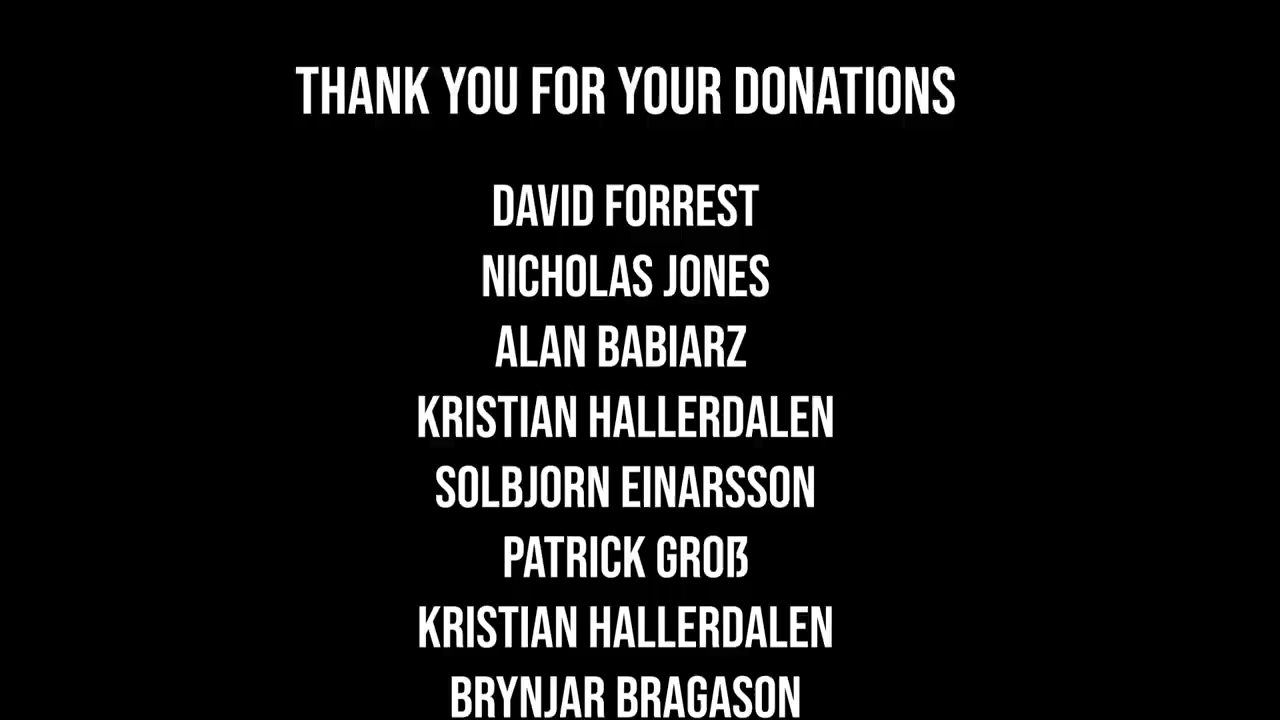 THANK YOU FOR YOUR DONATIONS
DAVID FORREST
NICHOLAS JONES
ALAN BABIARZ
KRISTIAN HALLERDALEN
SOLBJORN EINARSSON
PATRICK GROẞ
KRISTIAN HALLERDALEN
BRYNJAR BRAGASON